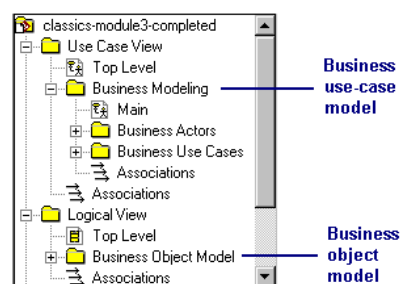 classics-module3-completed
Use Case View
Top Level
Business Modeling
Main
Business Actors
Business Use Cases
Associations
Associations
Logical View
Top Level
Business Object Model
Associations
Business
use-case
model
Business
object
model